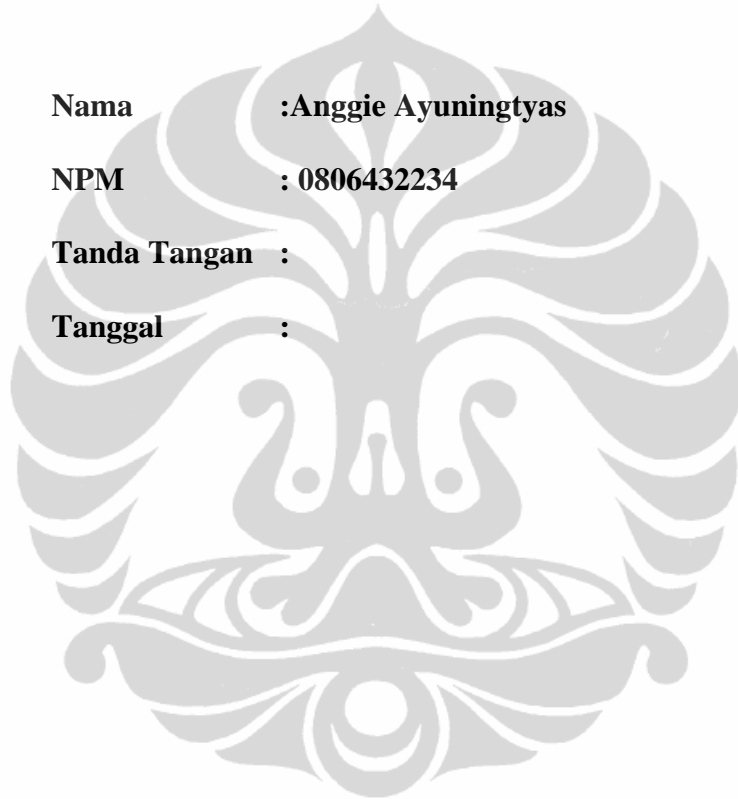 Nama :Anggie Ayuningtyas
NPM : 0806432234
Tanda Tangan :
Tanggal :